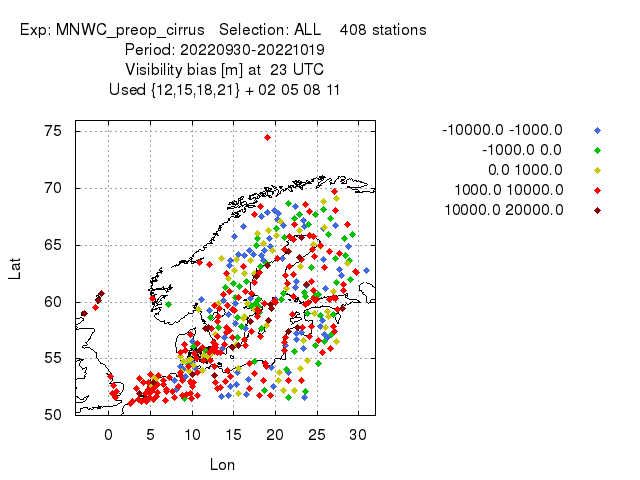 Exp: MNWC_preop_cirrus   Selection: ALL    408 stations
Period: 20220930-20221019
Visibility bias [m] at  23 UTC
Used {12,15,18,21} + 02 05 08 11
-10000.0 -1000.0
-1000.0 0.0
0.0 1000.0
1000.0 10000.0
10000.0 20000.0
75
70
65
60
55
50
Lat
0 5 10 15 20 25 30
Lon